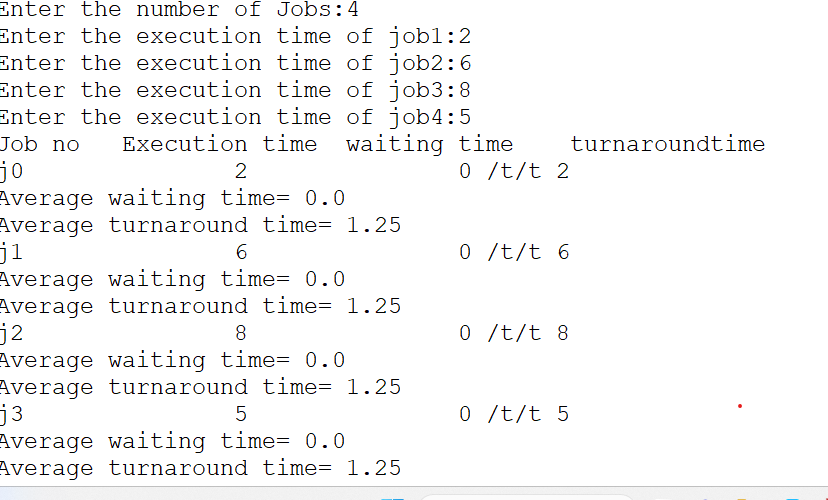 Enter the number of Jobs:4
Enter the execution time of job1:2
Enter the execution time of job2:6
Enter the execution time of job3:8
Enter the execution time of job4:5
Job no   Execution time  waiting time    turnaroundtime
j0               2               0 /t/t 2
Average waiting time= 0.0
Average turnaround time= 1.25
j1               6               0 /t/t 6
Average waiting time= 0.0
Average turnaround time= 1.25
j2               8               0 /t/t 8
Average waiting time= 0.0
Average turnaround time= 1.25
j3               5               0 /t/t 5
Average waiting time= 0.0
Average turnaround time= 1.25